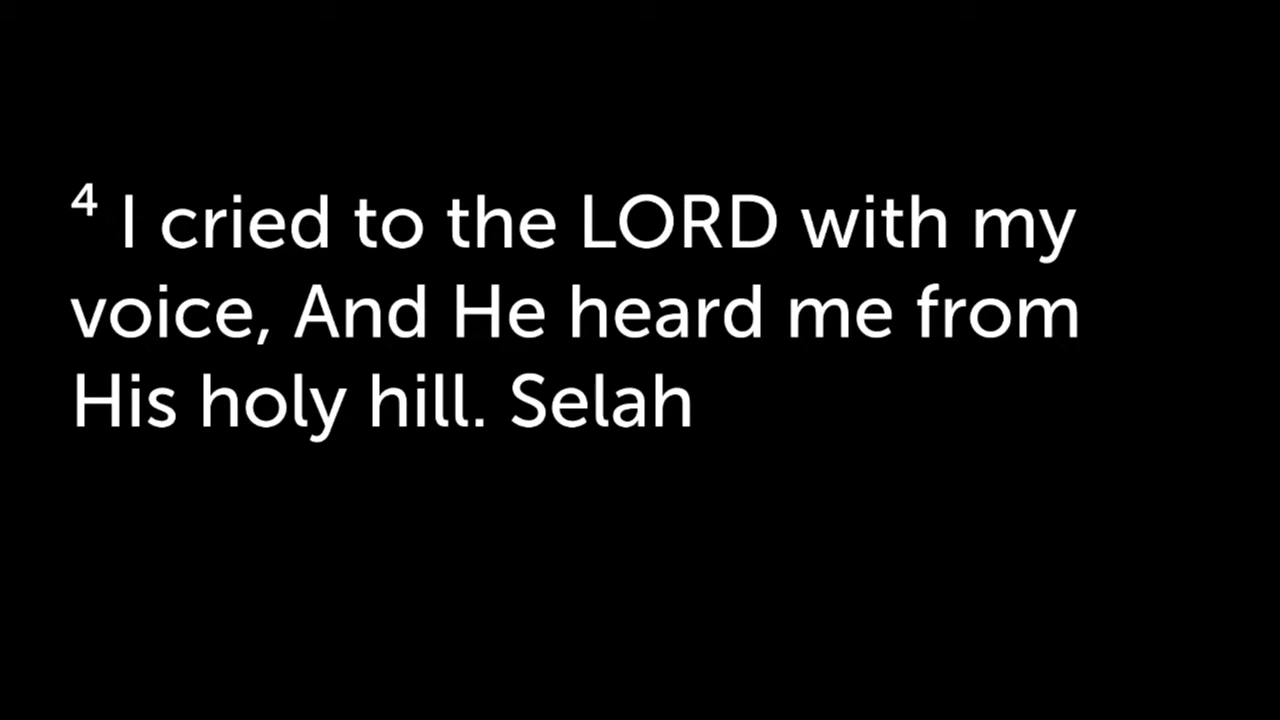 ⁴ I cried to the LORD with my
voice, And He heard me from
His holy hill. Selah